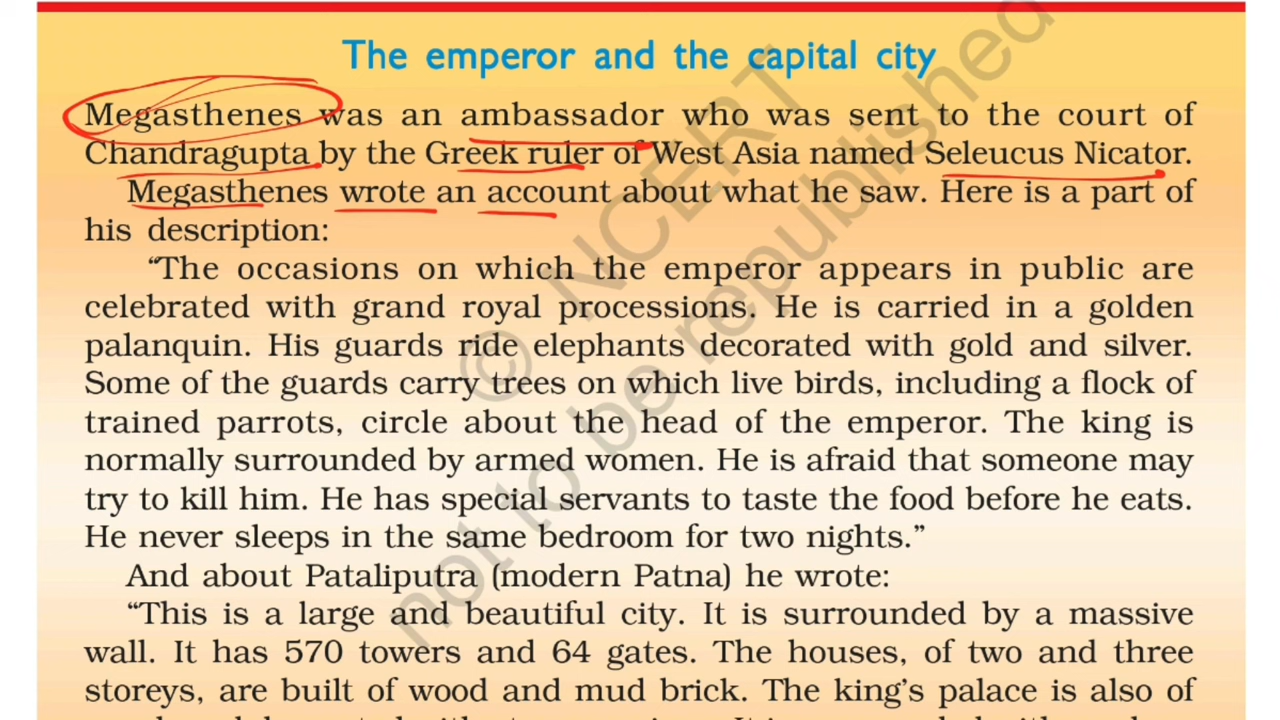 The emperor and the capital city
Megasthenes was an ambassador who was sent to the court of
Chandragupta by the Greek ruler of West Asia named Seleucus Nicator.
Megasthenes wrote an account about what he saw. Here is a part of
his description:
“The occasions on which the emperor appears in public are
celebrated with grand royal processions. He is carried in a golden
palanquin. His guards ride elephants decorated with gold and silver.
Some of the guards carry trees on which live birds, including a flock of
trained parrots, circle about the head of the emperor. The king is
normally surrounded by armed women. He is afraid that someone may
try to kill him. He has special servants to taste the food before he eats.
He never sleeps in the same bedroom for two nights.”
And about Pataliputra (modern Patna) he wrote:
“This is a large and beautiful city. It is surrounded by a massive
wall. It has 570 towers and 64 gates. The houses, of two and three
storeys, are built of wood and mud brick. The king’s palace is also of
© NCERT
not to be republished